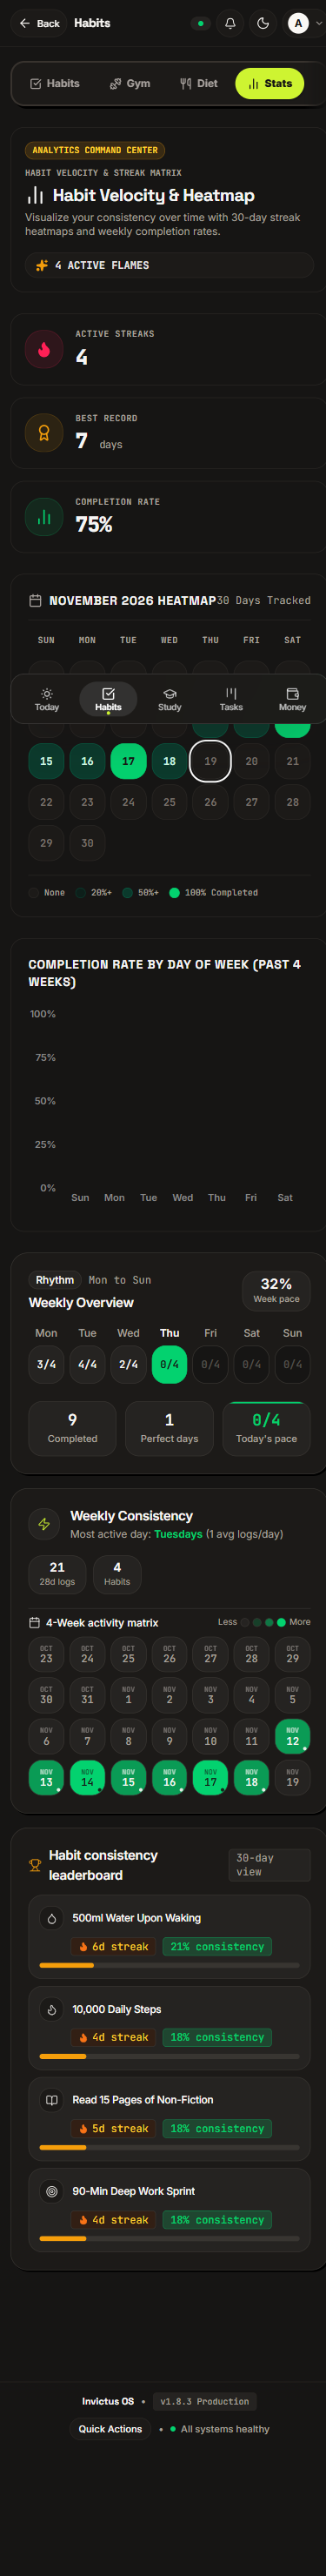 Back
Habits
A
Habits
Gym
Diet
Stats
ANALYTICS COMMAND CENTER
HABIT VELOCITY & STREAK MATRIX
Habit Velocity & Heatmap
Visualize your consistency over time with 30-day streak
heatmaps and weekly completion rates.
4 ACTIVE FLAMES
ACTIVE STREAKS
4
BEST RECORD
7 days
COMPLETION RATE
75%
NOVEMBER 2026 HEATMAP 30 Days Tracked
SUN MON TUE WED THU FRI SAT
Today Habits Study Tasks Money
15 16 17 18 19 20 21
22 23 24 25 26 27 28
29 30
None 20%+ 50%+ 100% Completed
COMPLETION RATE BY DAY OF WEEK (PAST 4
WEEKS)
100%
75%
50%
25%
0%
Sun Mon Tue Wed Thu Fri Sat
Rhythm Mon to Sun
Weekly Overview
32%
Week pace
Mon Tue Wed Thu Fri Sat Sun
3/4 4/4 2/4 0/4 0/4 0/4 0/4
9 1 0/4
Completed Perfect days Today's pace
Weekly Consistency
Most active day: Tuesdays (1 avg logs/day)
21 4
28d logs Habits
4-Week activity matrix Less More
OCT OCT OCT OCT OCT OCT OCT
23 24 25 26 27 28 29
OCT OCT NOV NOV NOV NOV NOV
30 31 1 2 3 4 5
NOV NOV NOV NOV NOV NOV NOV
6 7 8 9 10 11 12
NOV NOV NOV NOV NOV NOV NOV
13 14 15 16 17 18 19
Habit consistency
leaderboard
30-day
view
500ml Water Upon Waking
6d streak 21% consistency
10,000 Daily Steps
4d streak 18% consistency
Read 15 Pages of Non-Fiction
5d streak 18% consistency
90-Min Deep Work Sprint
4d streak 18% consistency
Invictus OS • v1.8.3 Production
Quick Actions • All systems healthy